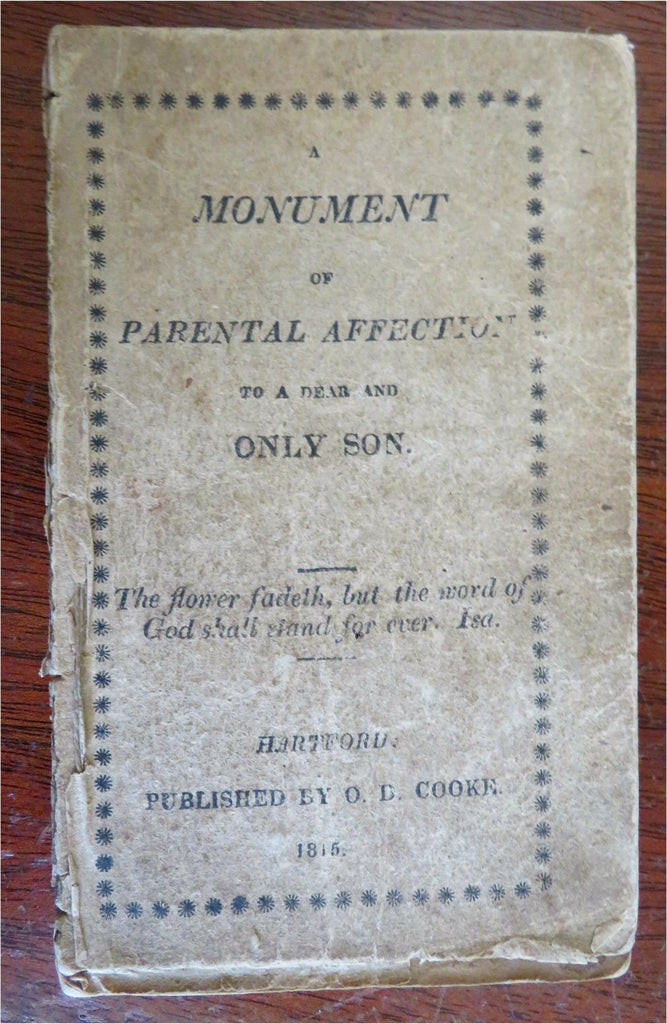 A
MONUMENT
OF
PARENTAL AFFECTION
TO A DEAR AND
ONLY SON.
The flower fadeth, but the word of
God shall stand for ever. Isa.
HARTFORD:
PUBLISHED BY O. D. COOKE.
1815.